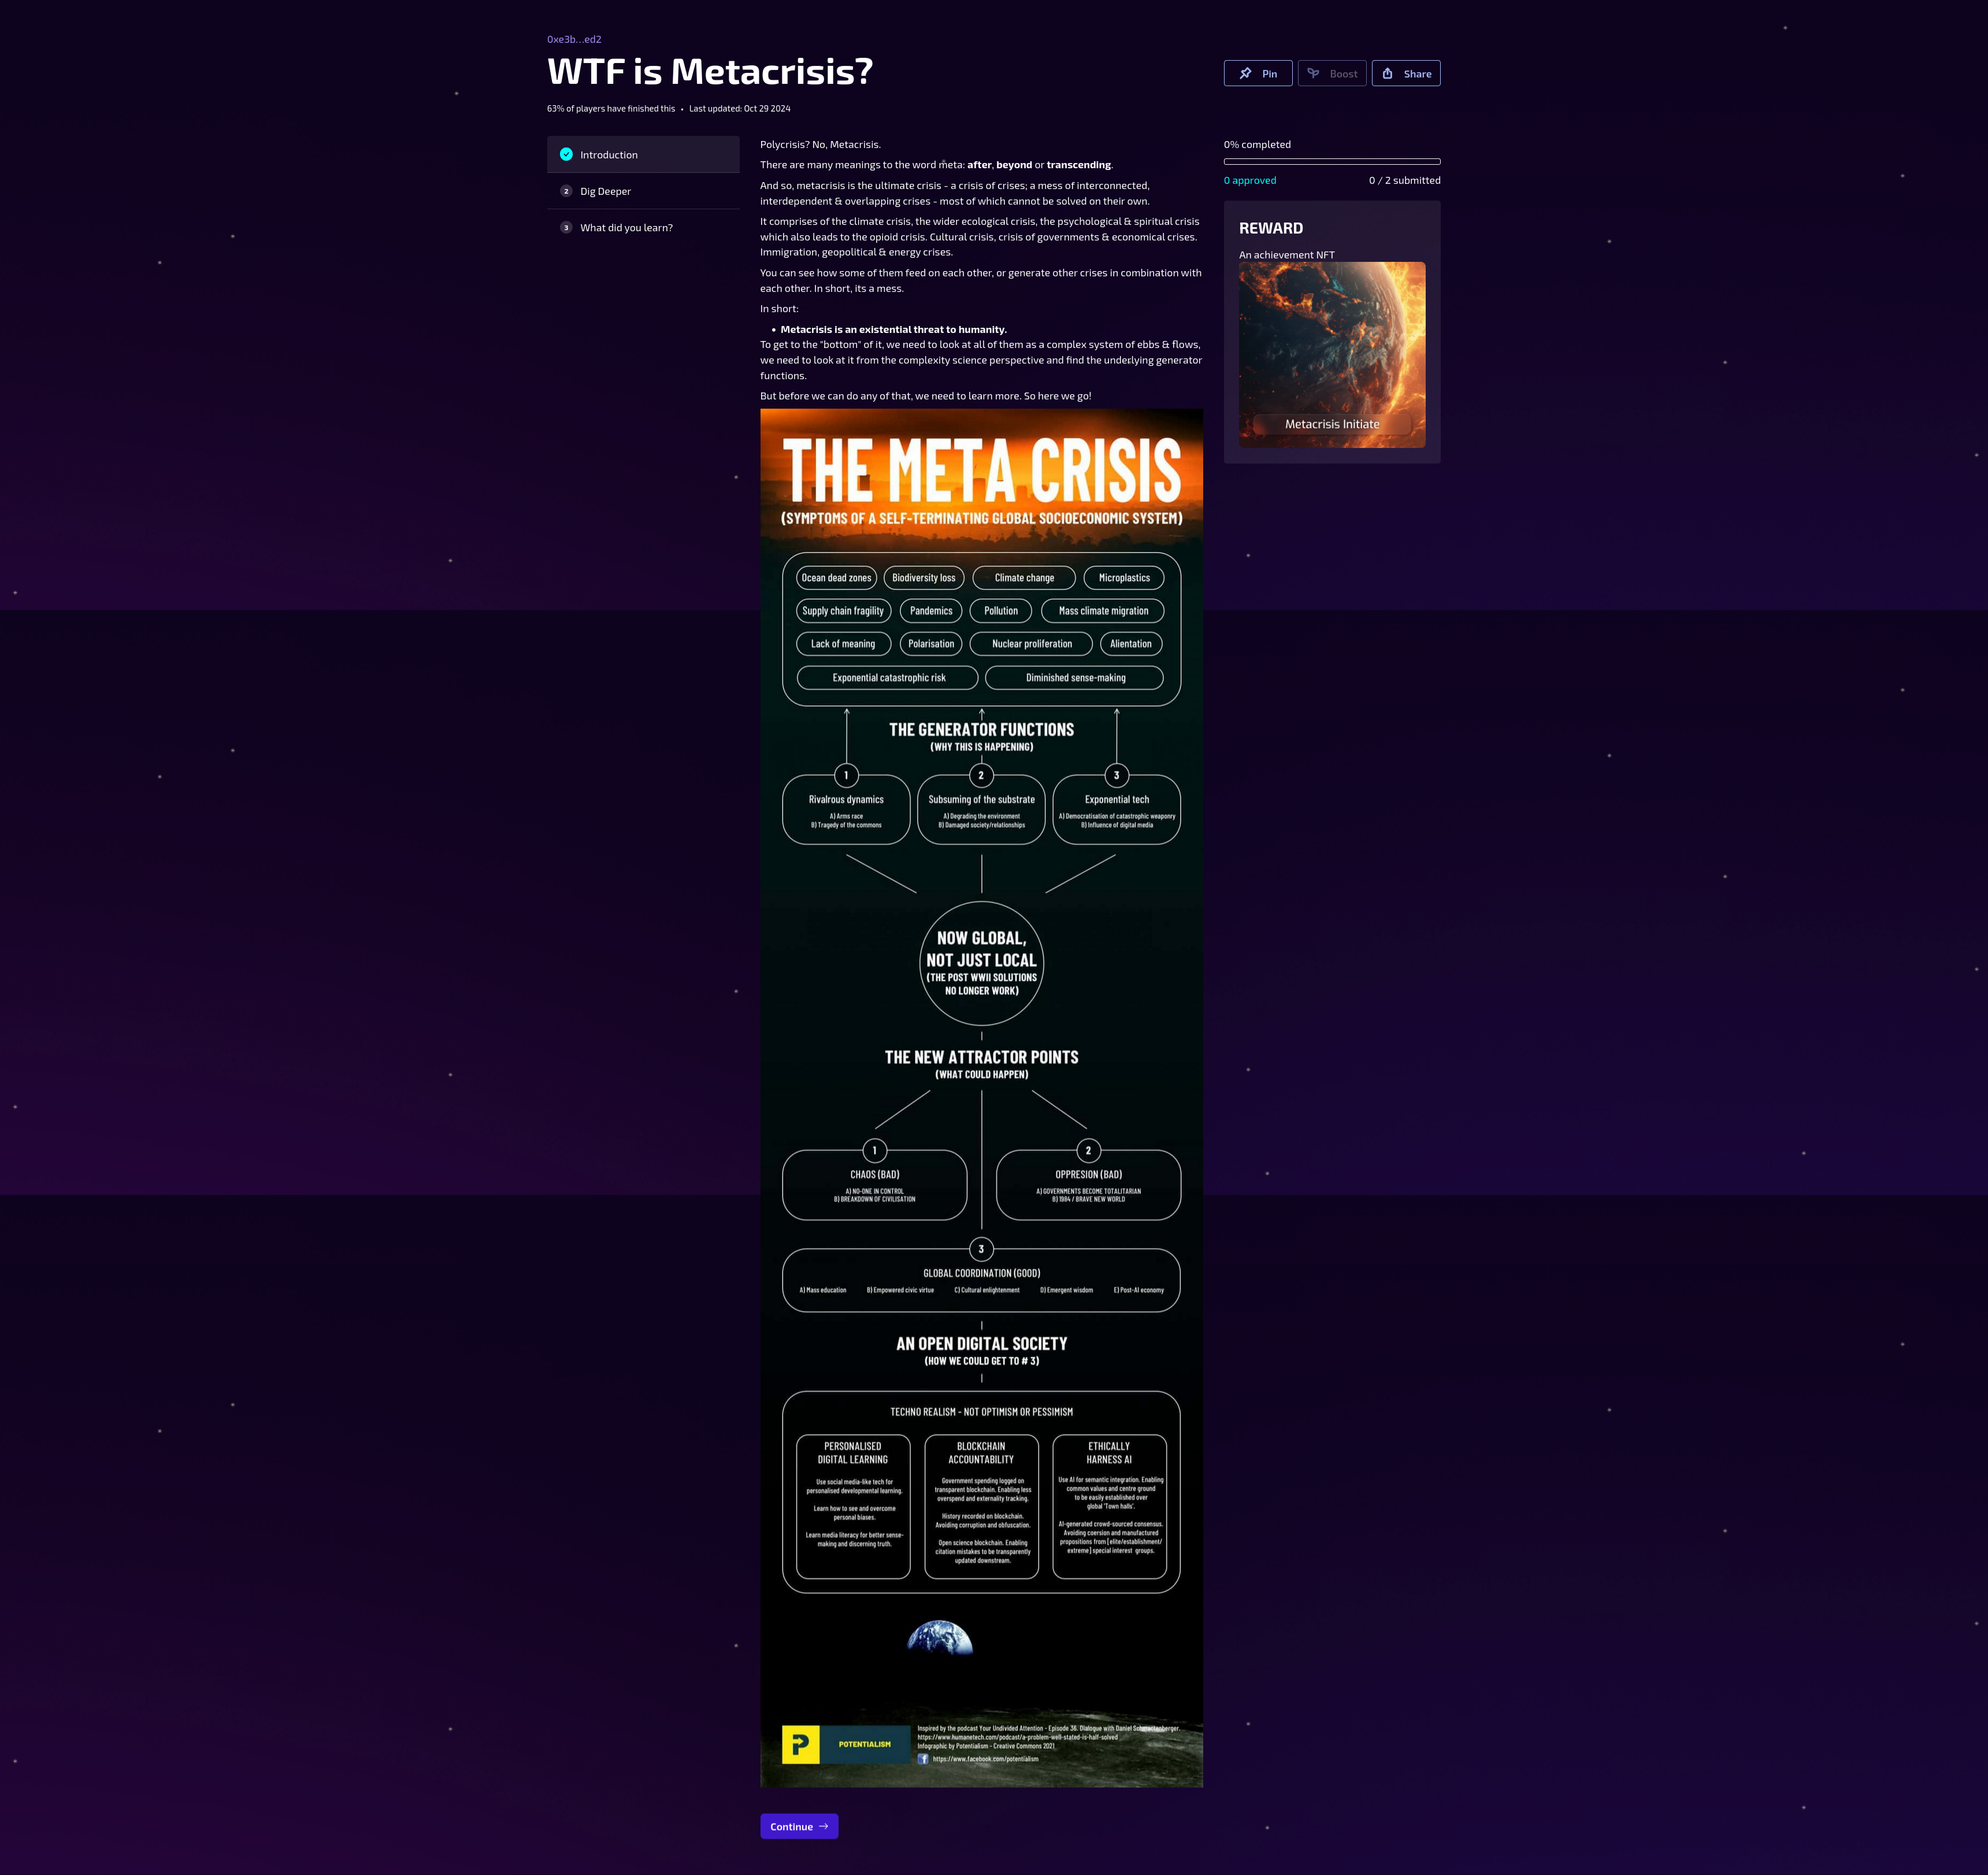 0xe3b...ed2
WTF is Metacrisis?
Pin
Boost
Share
63% of players have finished this • Last updated: Oct 29 2024
Introduction
2 Dig Deeper
3 What did you learn?
Polycrisis? No, Metacrisis.
There are many meanings to the word meta: after, beyond or transcending.
And so, metacrisis is the ultimate crisis - a crisis of crises; a mess of interconnected,
interdependent & overlapping crises - most of which cannot be solved on their own.
It comprises of the climate crisis, the wider ecological crisis, the psychological & spiritual crisis
which also leads to the opioid crisis. Cultural crisis, crisis of governments & economical crises.
Immigration, geopolitical & energy crises.
You can see how some of them feed on each other, or generate other crises in combination with
each other. In short, its a mess.
In short:
• Metacrisis is an existential threat to humanity.
To get to the "bottom" of it, we need to look at all of them as a complex system of ebbs & flows,
we need to look at it from the complexity science perspective and find the underlying generator
functions.
But before we can do any of that, we need to learn more. So here we go!
0% completed
0 approved
0 / 2 submitted
REWARD
An achievement NFT
Metacrisis Initiate
THE META CRISIS
(SYMPTOMS OF A SELF-TERMINATING GLOBAL SOCIOECONOMIC SYSTEM)
Ocean dead zones
Biodiversity loss
Climate change
Microplastics
Supply chain fragility
Pandemics
Pollution
Mass climate migration
Lack of meaning
Polarisation
Nuclear proliferation
Alientation
Exponential catastrophic risk
Diminished sense-making
THE GENERATOR FUNCTIONS
(WHY THIS IS HAPPENING)
1
Rivalrous dynamics
A) Arms race
B) Tragedy of the commons
2
Subsuming of the substrate
A) Degrading the environment
B) Damaged society/relationships
3
Exponential tech
A) Democratisation of catastrophic weaponry
B) Influence of digital media
NOW GLOBAL,
NOT JUST LOCAL
(THE POST WWII SOLUTIONS
NO LONGER WORK)
THE NEW ATTRACTOR POINTS
(WHAT COULD HAPPEN)
1
CHAOS (BAD)
A) NO-ONE IN CONTROL
B) BREAKDOWN OF CIVILISATION
2
OPPRESION (BAD)
A) GOVERNMENTS BECOME TOTALITARIAN
B) 1984 / BRAVE NEW WORLD
3
GLOBAL COORDINATION (GOOD)
A) Mass education
B) Empowered civic virtue
C) Cultural enlightenment
D) Emergent wisdom
E) Post-AI economy
AN OPEN DIGITAL SOCIETY
(HOW WE COULD GET TO # 3)
TECHNO REALISM - NOT OPTIMISM OR PESSIMISM
PERSONALISED
DIGITAL LEARNING
Use social media-like tech for
personalised developmental learning.
Learn how to see and overcome
personal biases.
Learn media literacy for better sense-
making and discerning truth.
BLOCKCHAIN
ACCOUNTABILITY
Government spending logged on
transparent blockchain. Enabling less
overspend and externality tracking.
History recorded on blockchain.
Avoiding corruption and obfuscation.
Open science blockchain. Enabling
citation mistakes to be transparently
updated downstream.
ETHICALLY
HARNESS AI
Use AI for semantic integration. Enabling
common values and centre ground
to be easily established over
global 'Town halls'.
AI-generated crowd-sourced consensus.
Avoiding coersion and manufactured
propositions from [elite/establishment/
extreme] special interest groups.
P POTENTIALISM
Inspired by the podcast Your Undivided Attention - Episode 36. Dialogue with Daniel Schmachtenberger.
https://www.humanetech.com/podcast/a-problem-well-stated-is-half-solved
Infographic by Potentialism - Creative Commons 2021
f https://www.facebook.com/potentialism
Continue →